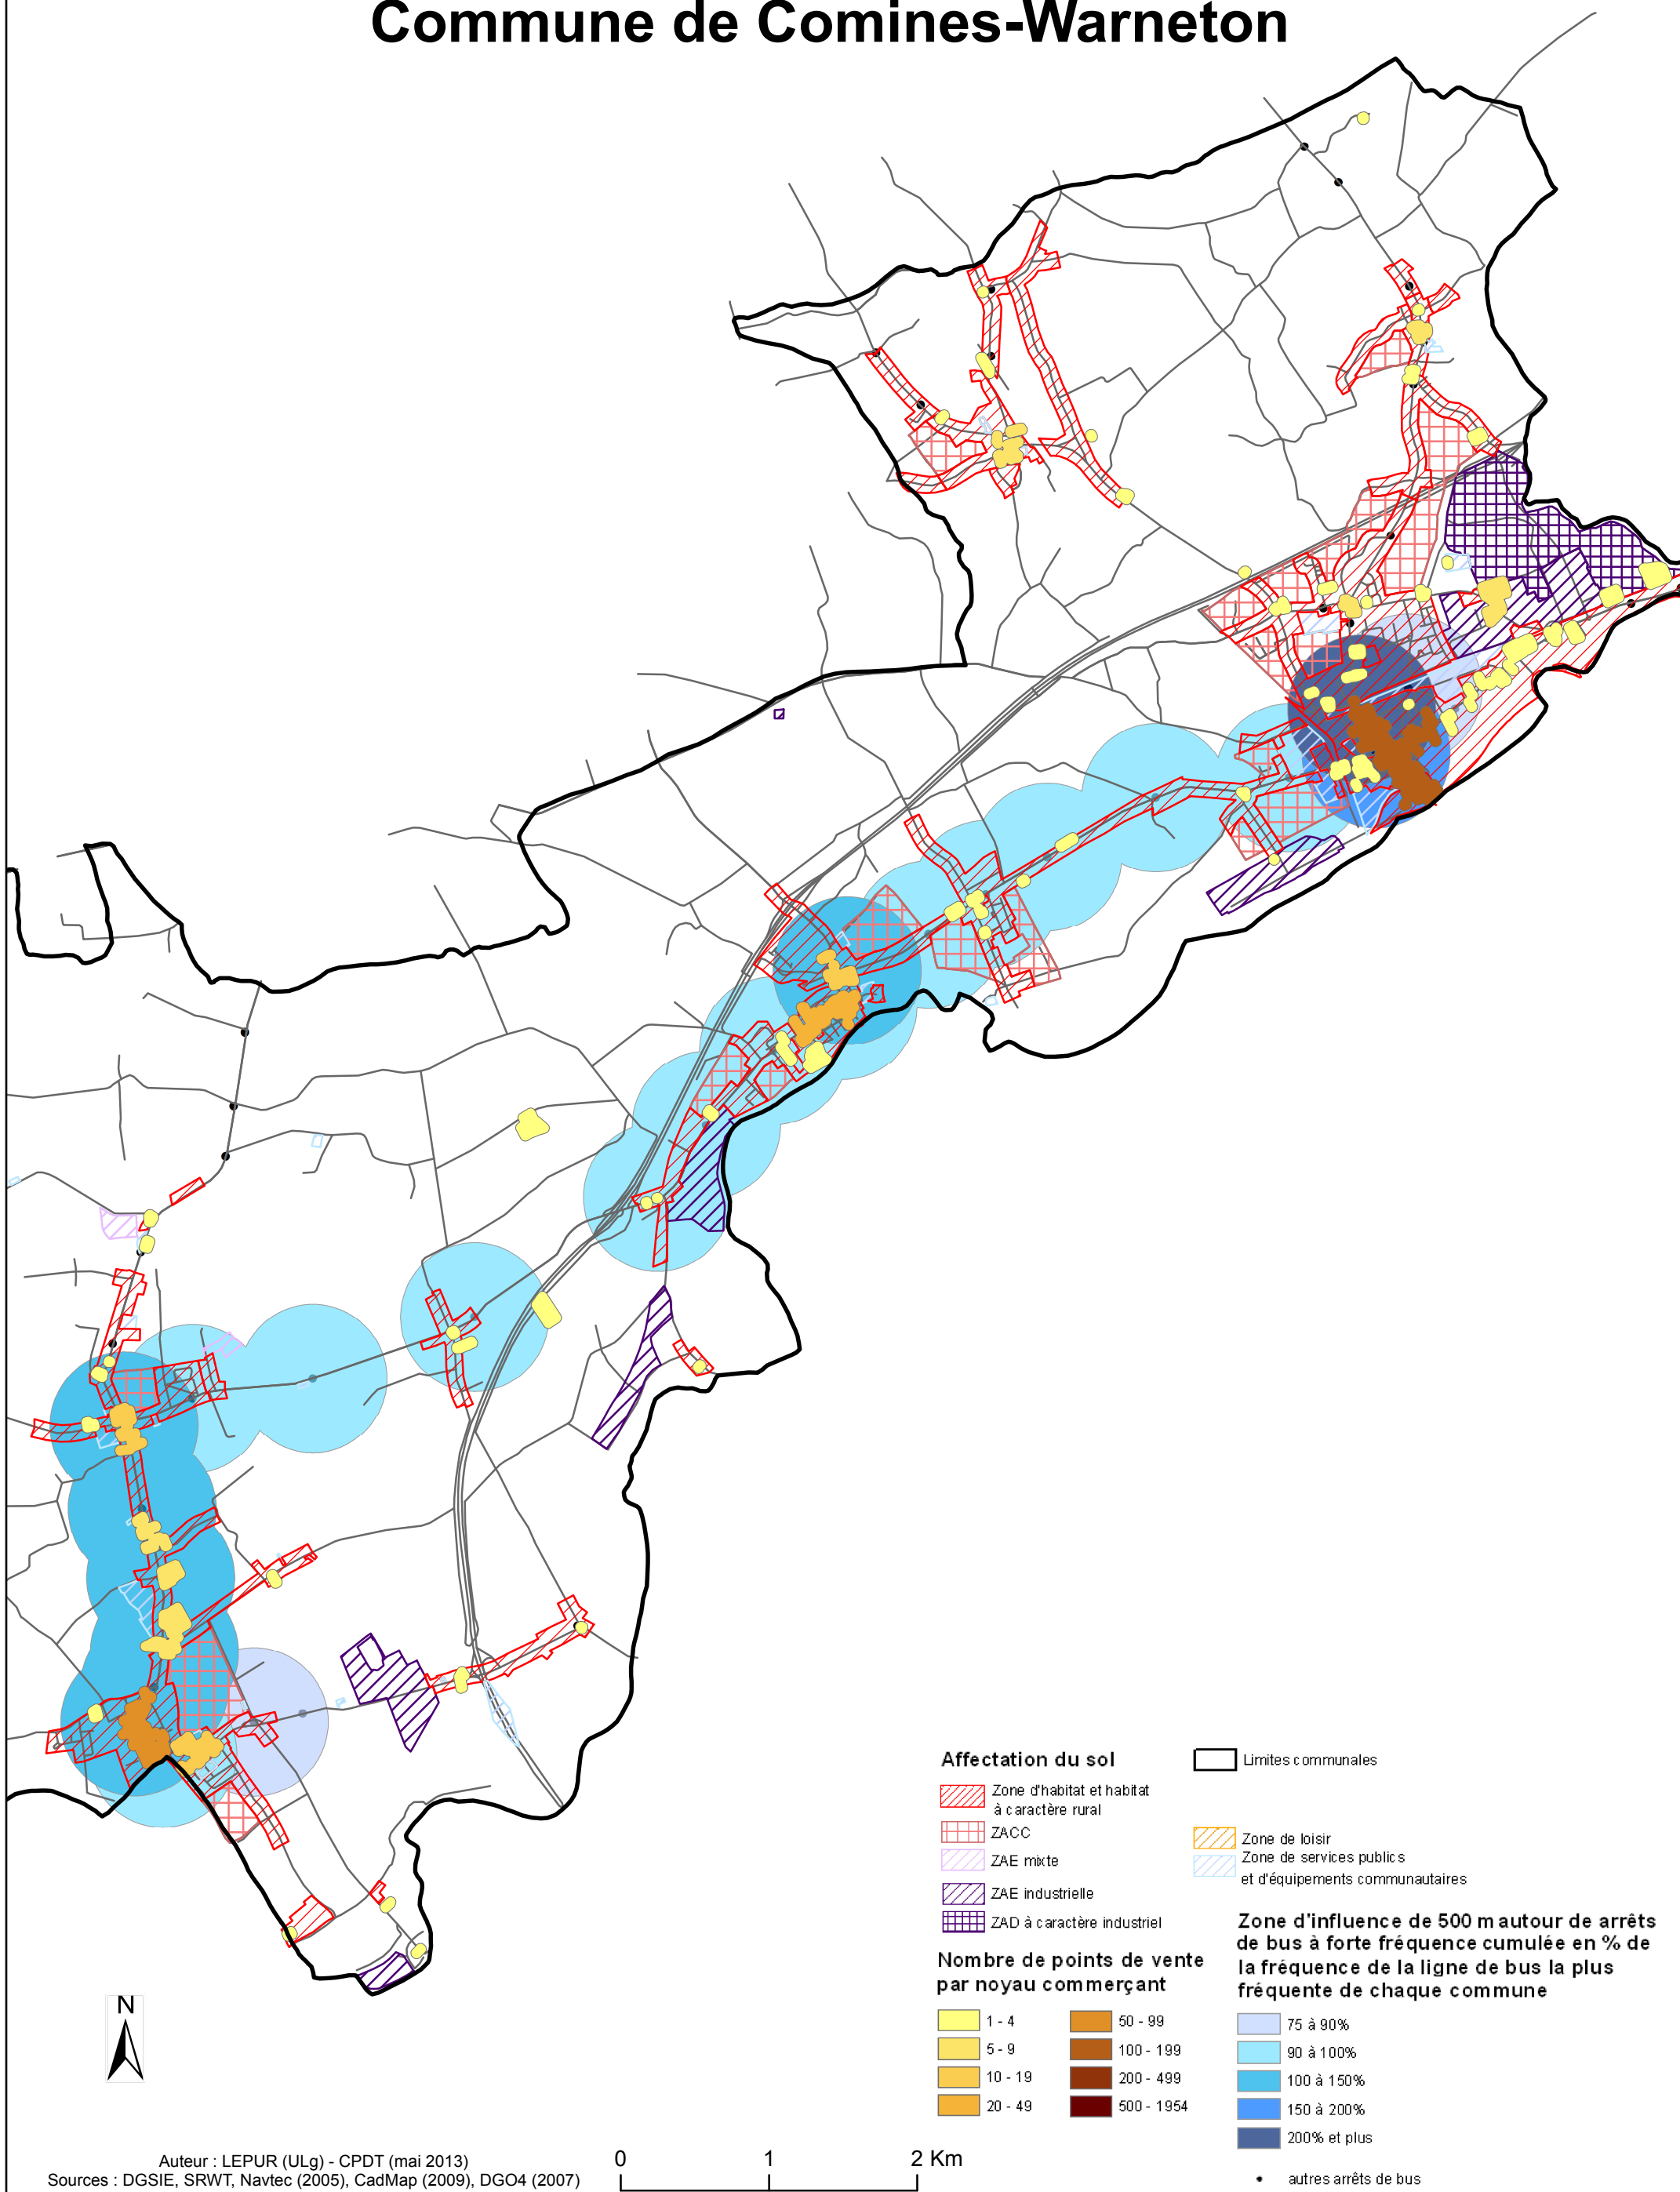 Commune de Comines-Warneton
Affectation du sol
Zone d'habitat et habitat
à caractère rural
ZACC
ZAE mixte
ZAE industrielle
ZAD à caractère industriel
Limites communales
Zone de loisir
Zone de services publics
et d'équipements communautaires
Nombre de points de vente
par noyau commerçant
1 - 4
5 - 9
10 - 19
20 - 49
50 - 99
100 - 199
200 - 499
500 - 1954
Zone d'influence de 500 m autour de arrêts
de bus à forte fréquence cumulée en % de
la fréquence de la ligne de bus la plus
fréquente de chaque commune
75 à 90%
90 à 100%
100 à 150%
150 à 200%
200% et plus
autres arrêts de bus
N
0 1 2 Km
Auteur : LEPUR (ULg) - CPDT (mai 2013)
Sources : DGSIE, SRWT, Navtec (2005), CadMap (2009), DGO4 (2007)